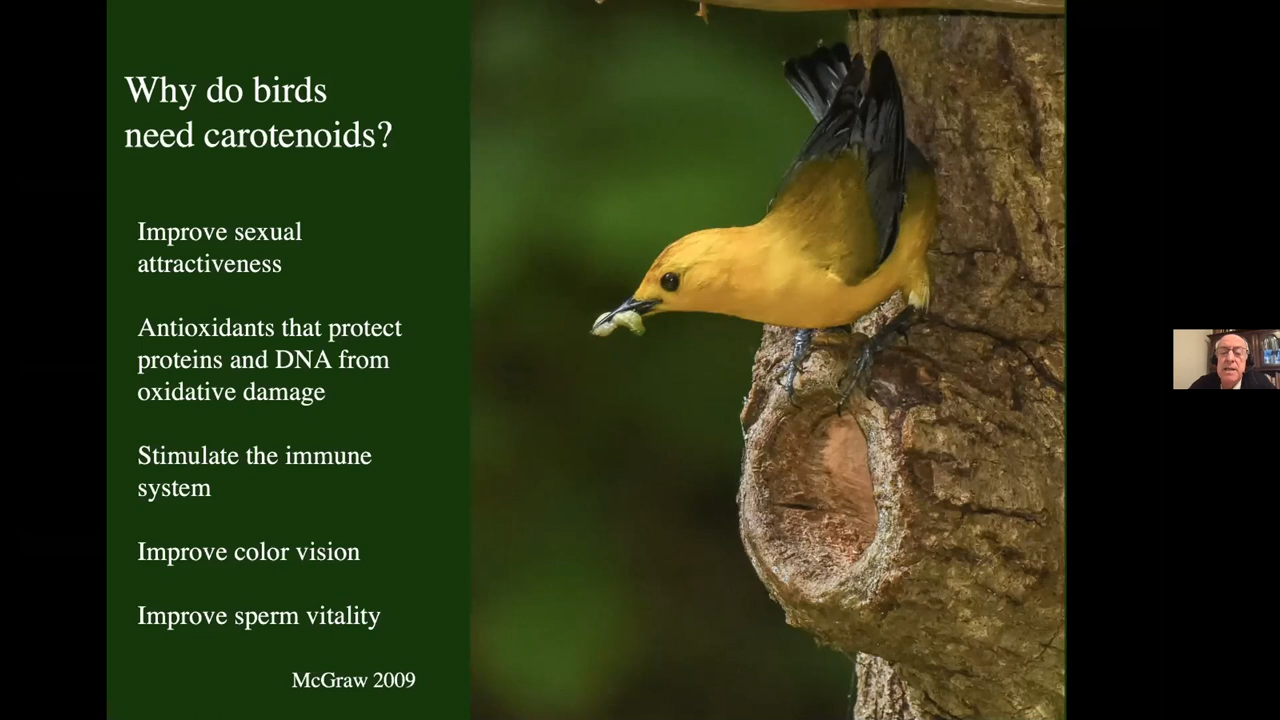 Why do birds
need carotenoids?
Improve sexual
attractiveness
Antioxidants that protect
proteins and DNA from
oxidative damage
Stimulate the immune
system
Improve color vision
Improve sperm vitality
McGraw 2009